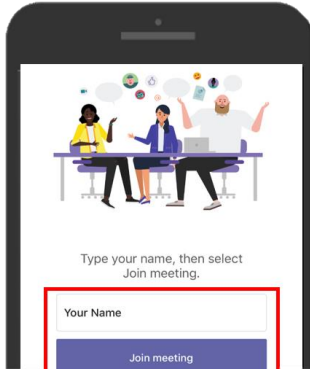 Type your name, then select
Join meeting.
Your Name
Join meeting